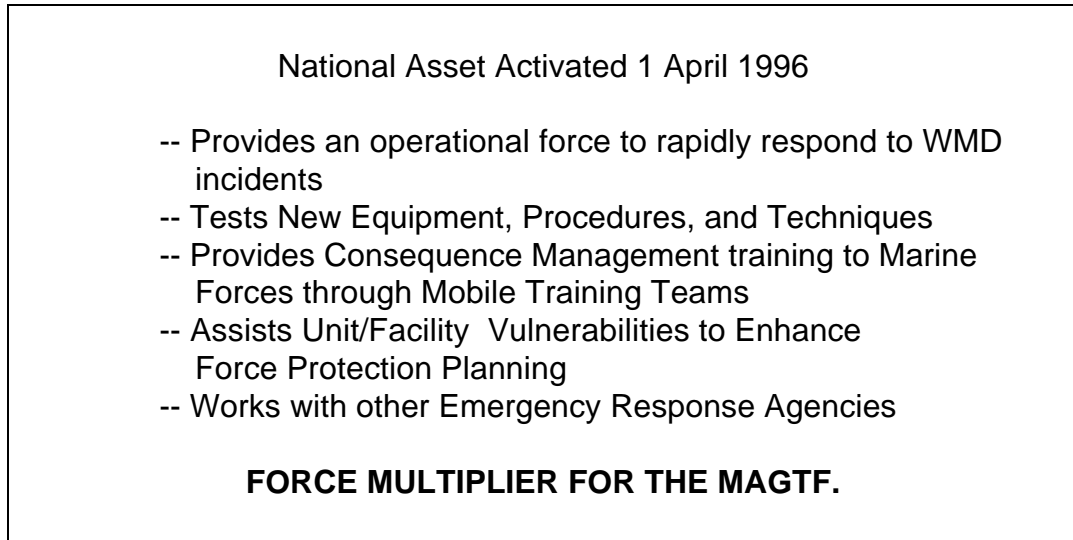 National Asset Activated 1 April 1996
-- Provides an operational force to rapidly respond to WMD
incidents
-- Tests New Equipment, Procedures, and Techniques
-- Provides Consequence Management training to Marine
Forces through Mobile Training Teams
-- Assists Unit/Facility  Vulnerabilities to Enhance
Force Protection Planning
-- Works with other Emergency Response Agencies
FORCE MULTIPLIER FOR THE MAGTF.